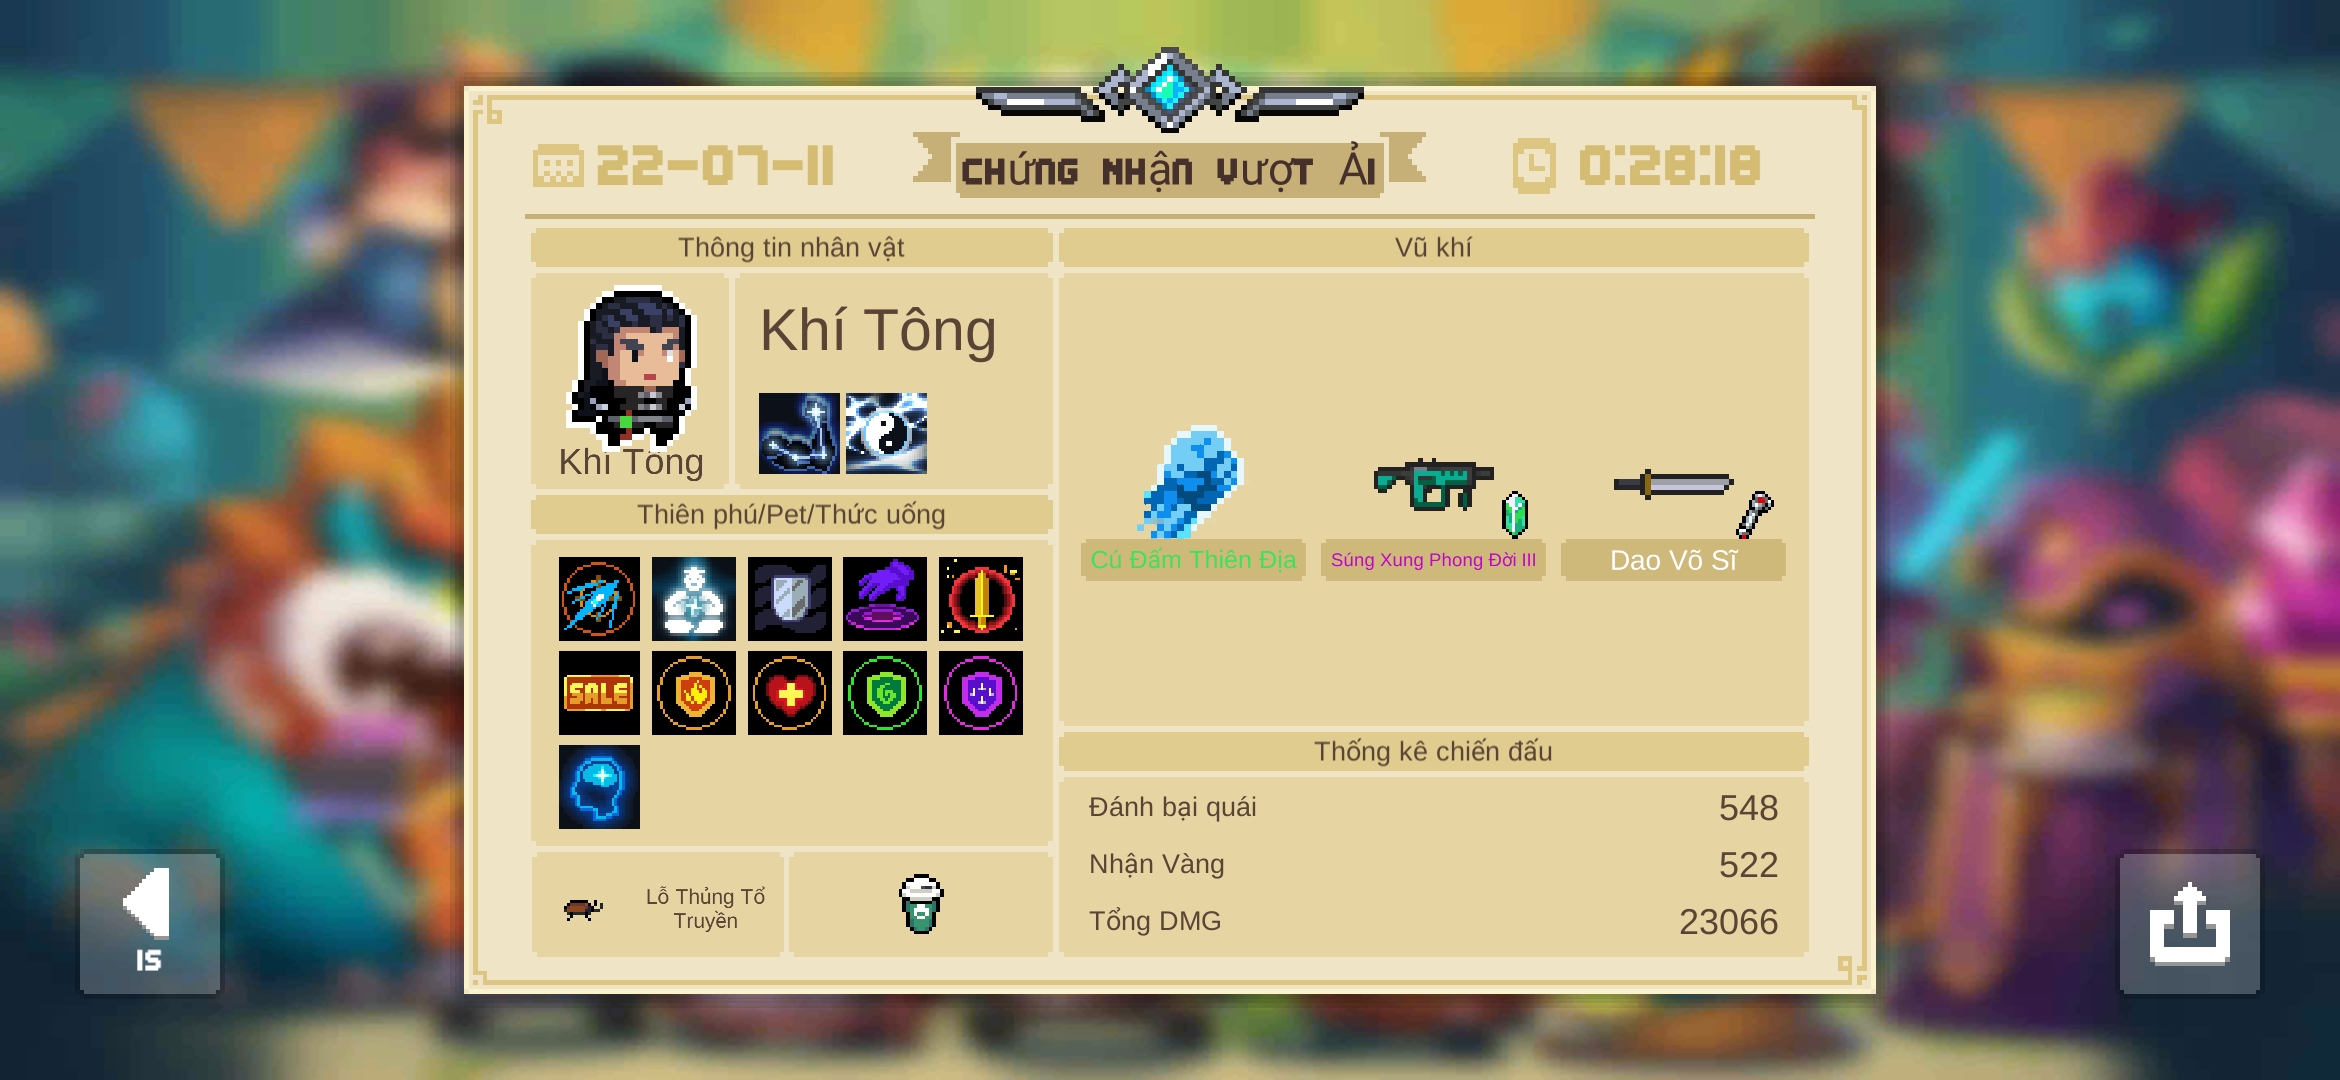 22-07-11
CHỨNG NHẬN VƯỢT ẢI
0:28:18
Thông tin nhân vật
Khí Tông
Khí Tông
Thiên phú/Pet/Thức uống
SALE
Lỗ Thủng Tổ
Truyền
Vũ khí
Cú Đấm Thiên Địa
Súng Xung Phong Đời III
Dao Võ Sĩ
Thống kê chiến đấu
Đánh bại quái 548
Nhận Vàng 522
Tổng DMG 23066
15